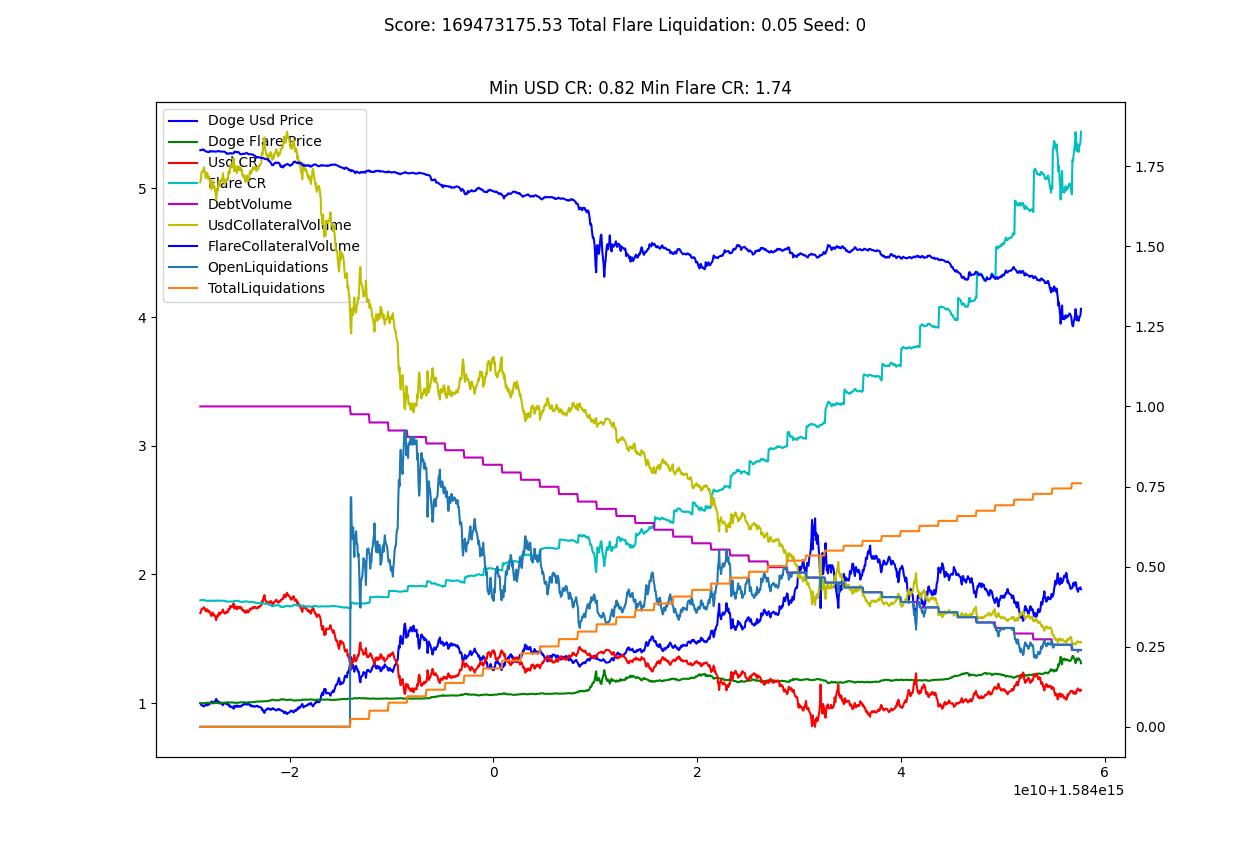 Score: 169473175.53 Total Flare Liquidation: 0.05 Seed: 0
Min USD CR: 0.82 Min Flare CR: 1.74
Doge Usd Price
Doge Flare Price
Usd CR
Flare CR
DebtVolume
UsdCollateralVolume
FlareCollateralVolume
OpenLiquidations
TotalLiquidations
5
4
3
2
1
1.75
1.50
1.25
1.00
0.75
0.50
0.25
0.00
−2
0
2
4
6
1e10+1.584e15